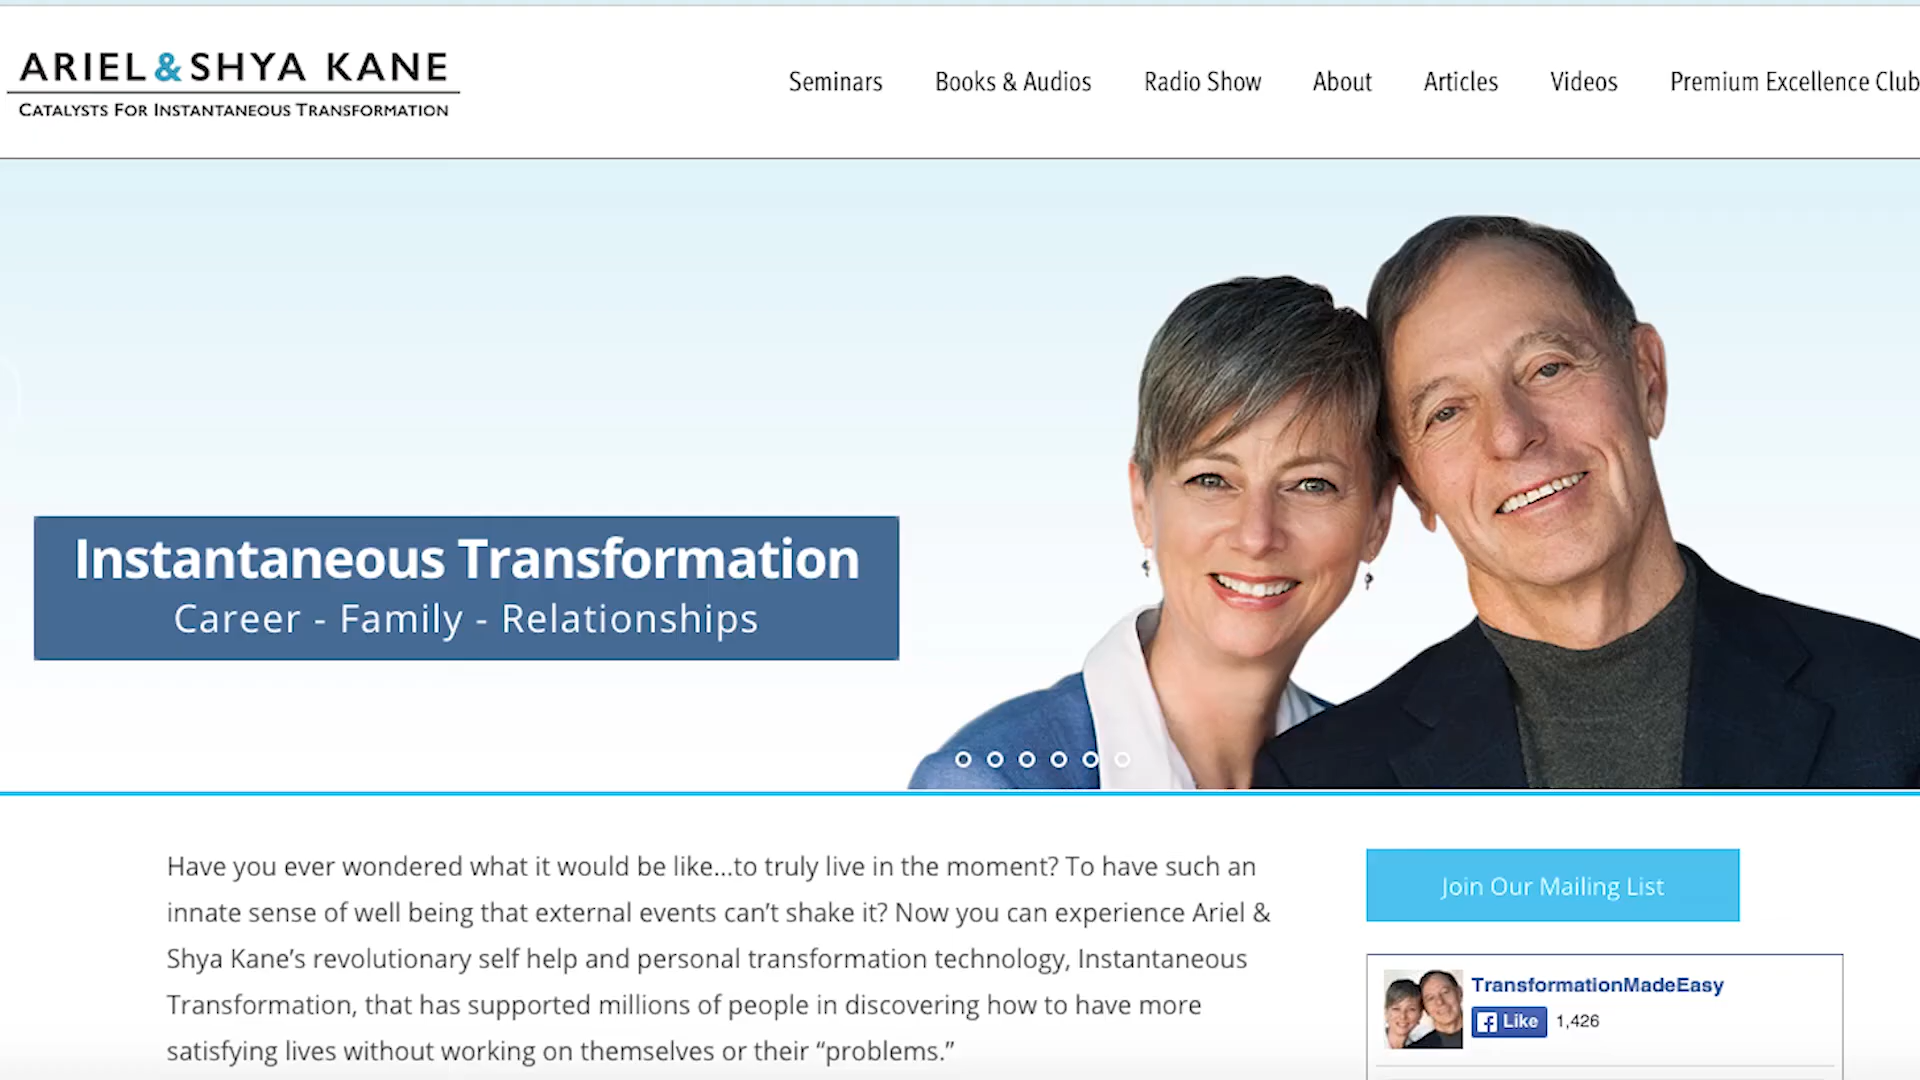 ARIEL & SHYA KANE
CATALYSTS FOR INSTANTANEOUS TRANSFORMATION
Seminars
Books & Audios
Radio Show
About
Articles
Videos
Premium Excellence Club
Instantaneous Transformation
Career - Family - Relationships
Have you ever wondered what it would be like...to truly live in the moment? To have such an
innate sense of well being that external events can’t shake it? Now you can experience Ariel &
Shya Kane’s revolutionary self help and personal transformation technology, Instantaneous
Transformation, that has supported millions of people in discovering how to have more
satisfying lives without working on themselves or their “problems.”
Join Our Mailing List
TransformationMadeEasy
Like 1,426